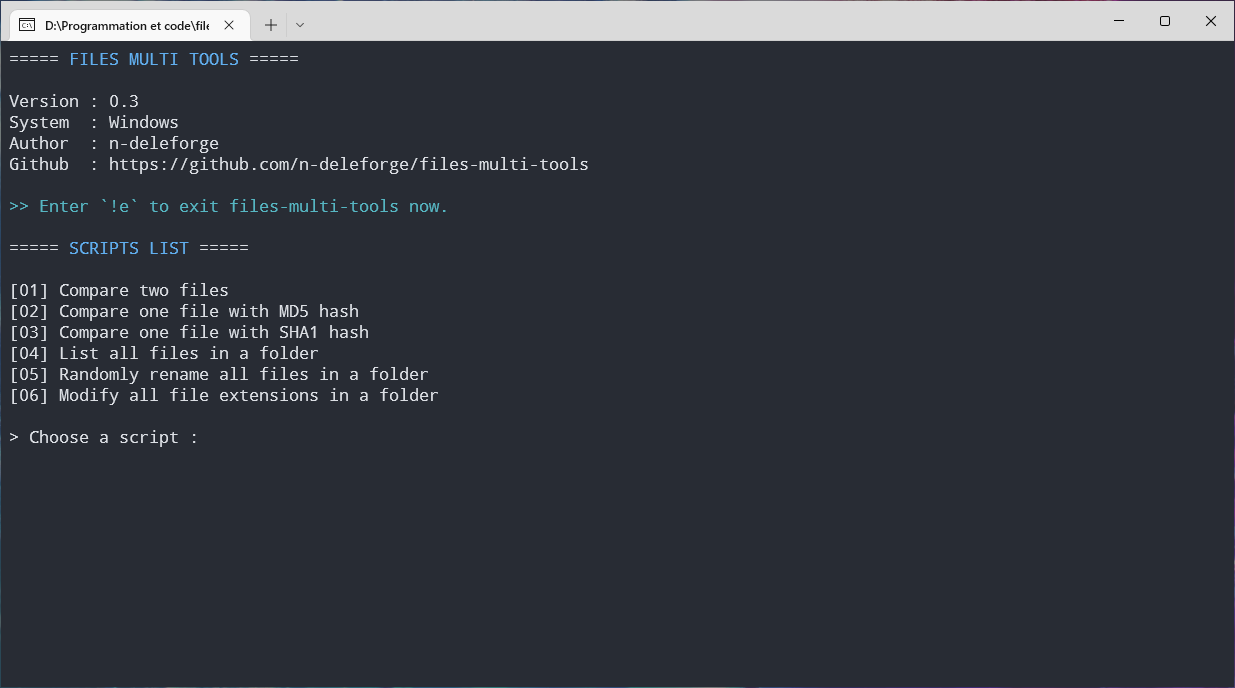 D:\Programmation et code\file
===== FILES MULTI TOOLS =====
Version : 0.3
System  : Windows
Author  : n-deleforge
Github  : https://github.com/n-deleforge/files-multi-tools
>> Enter `!e` to exit files-multi-tools now.
===== SCRIPTS LIST =====
[01] Compare two files
[02] Compare one file with MD5 hash
[03] Compare one file with SHA1 hash
[04] List all files in a folder
[05] Randomly rename all files in a folder
[06] Modify all file extensions in a folder
> Choose a script :